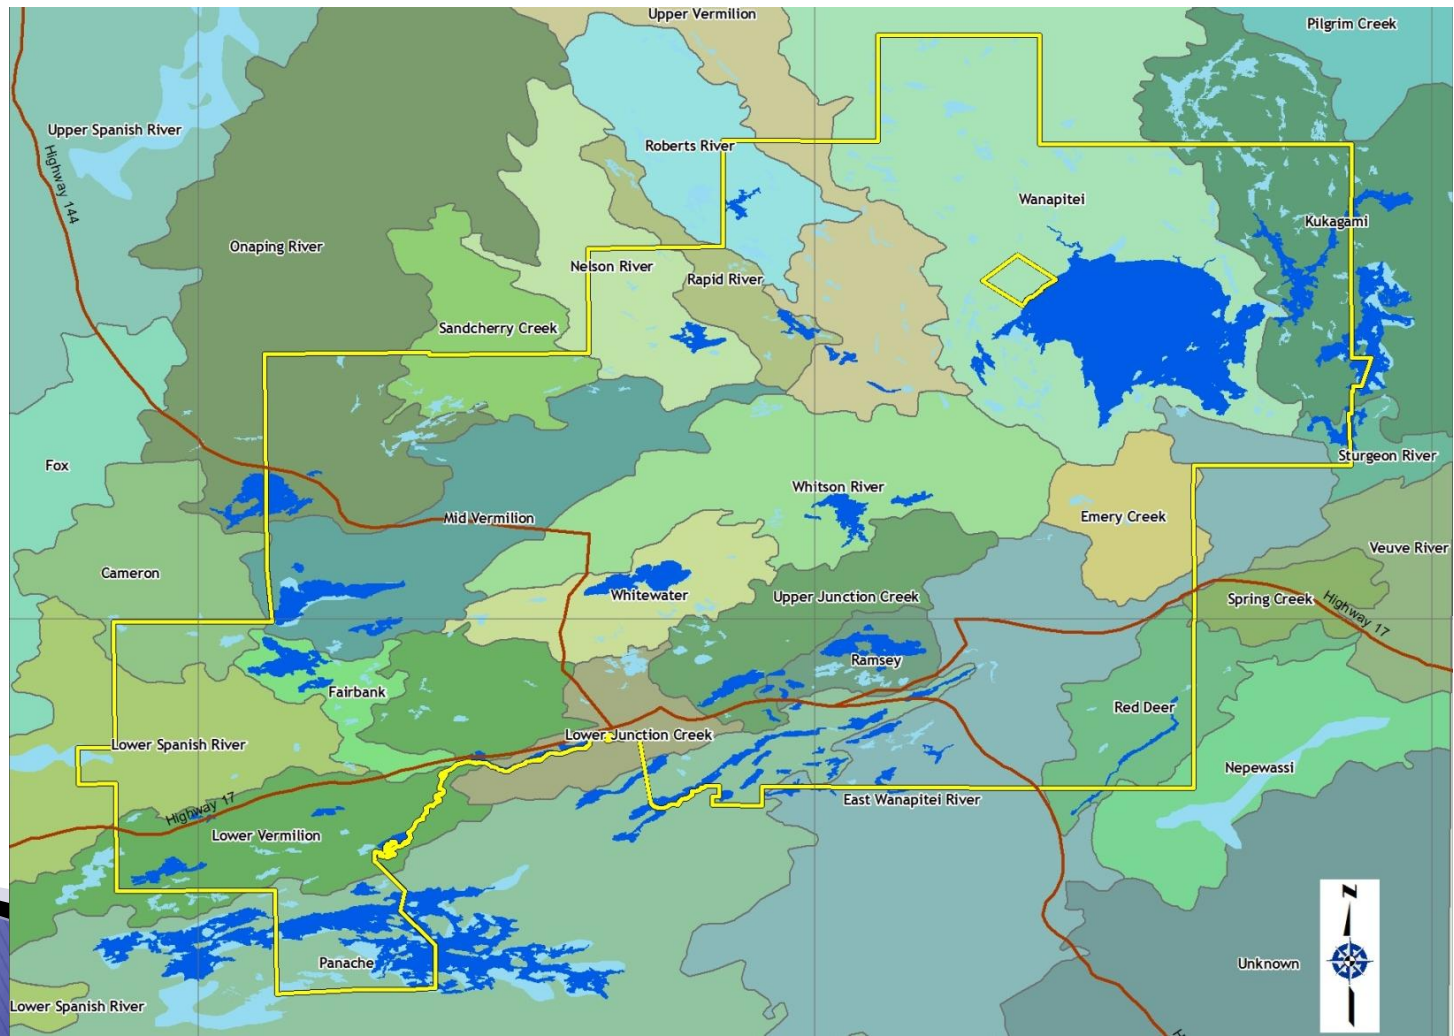 Upper Vermilion
Pilgrim Creek
Upper Spanish River
Roberts River
Highway 144
Wanapitei
Kukagami
Onaping River
Nelson River
Rapid River
Sandcherry Creek
Sturgeon River
Fox
Whitson River
Mid Vermilion
Emery Creek
Veuve River
Cameron
Whitewater
Upper Junction Creek
Spring Creek
Highway 17
Ramsey
Fairbank
Red Deer
Lower Spanish River
Lower Junction Creek
Nepewassi
East Wanapitei River
Highway 17
Lower Vermilion
N
Panache
Unknown
Lower Spanish River